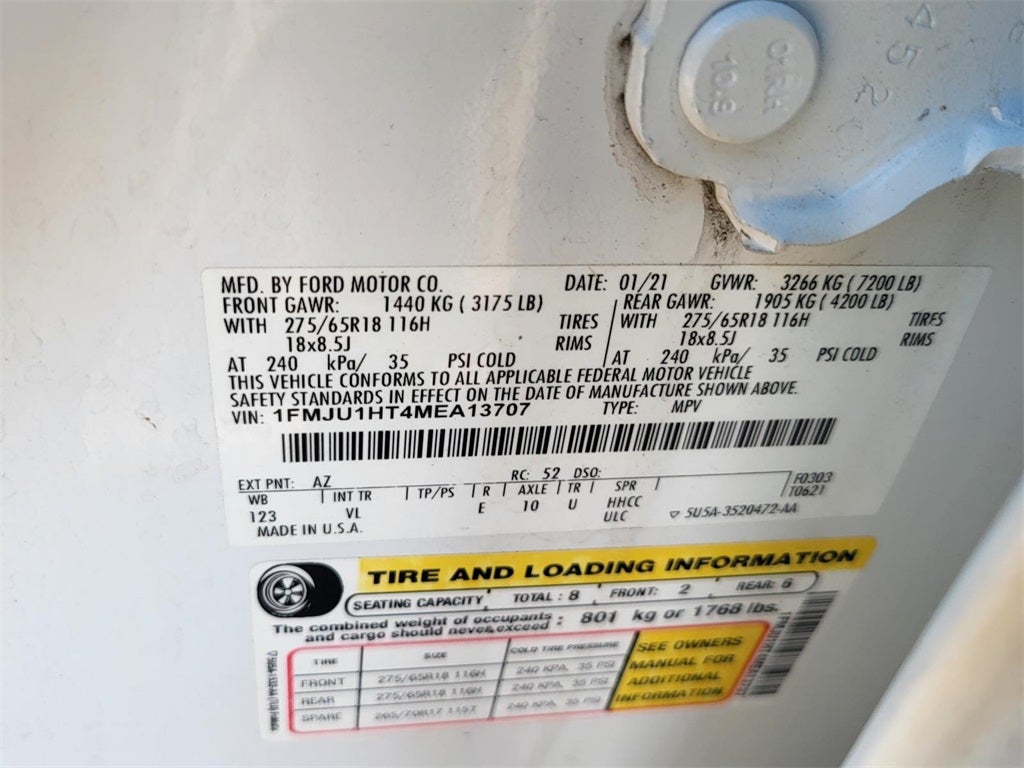 4520
OTRH
10.9
MFD. BY FORD MOTOR CO. DATE: 01/21 GVWR: 3266 KG ( 7200 LB)
FRONT GAWR: 1440 KG ( 3175 LB) REAR GAWR: 1905 KG ( 4200 LB)
WITH 275/65R18 116H TIRES WITH 275/65R18 116H TIRES
18x8.5J RIMS 18x8.5J RIMS
AT 240 kPa/ 35 PSI COLD AT 240 kPa/ 35 PSI COLD
THIS VEHICLE CONFORMS TO ALL APPLICABLE FEDERAL MOTOR VEHICLE
SAFETY STANDARDS IN EFFECT ON THE DATE OF MANUFACTURE SHOWN ABOVE.
VIN: 1FMJU1HT4MEA13707 TYPE: MPV
EXT PNT: AZ RC: 52 DSO: F0303
WB INT TR TP/PS R AXLE TR SPR T0621
123 VL E 10 U HHCC
ULC ▽ 5U5A-3520472-AA
MADE IN U.S.A.
TIRE AND LOADING INFORMATION
SEATING CAPACITY TOTAL : 8 FRONT: 2 REAR: 6
The combined weight of occupants
and cargo should never exceed : 801 kg or 1768 lbs.
TIRE SIZE COLD TIRE PRESSURE
FRONT 275/65R18 116H 240 KPA, 35 PSI
REAR 275/65R18 116H 240 KPA, 35 PSI
SPARE 265/70R17 115T 240 KPA, 35 PSI
SEE OWNERS
MANUAL FOR
ADDITIONAL
INFORMATION